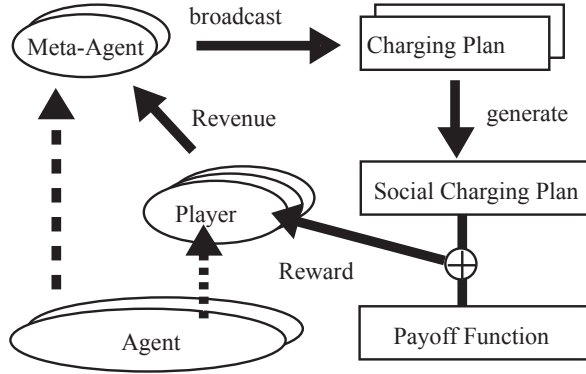 broadcast
Meta-Agent
Charging Plan
Revenue
generate
Player
Social Charging Plan
Reward
Agent
Payoff Function